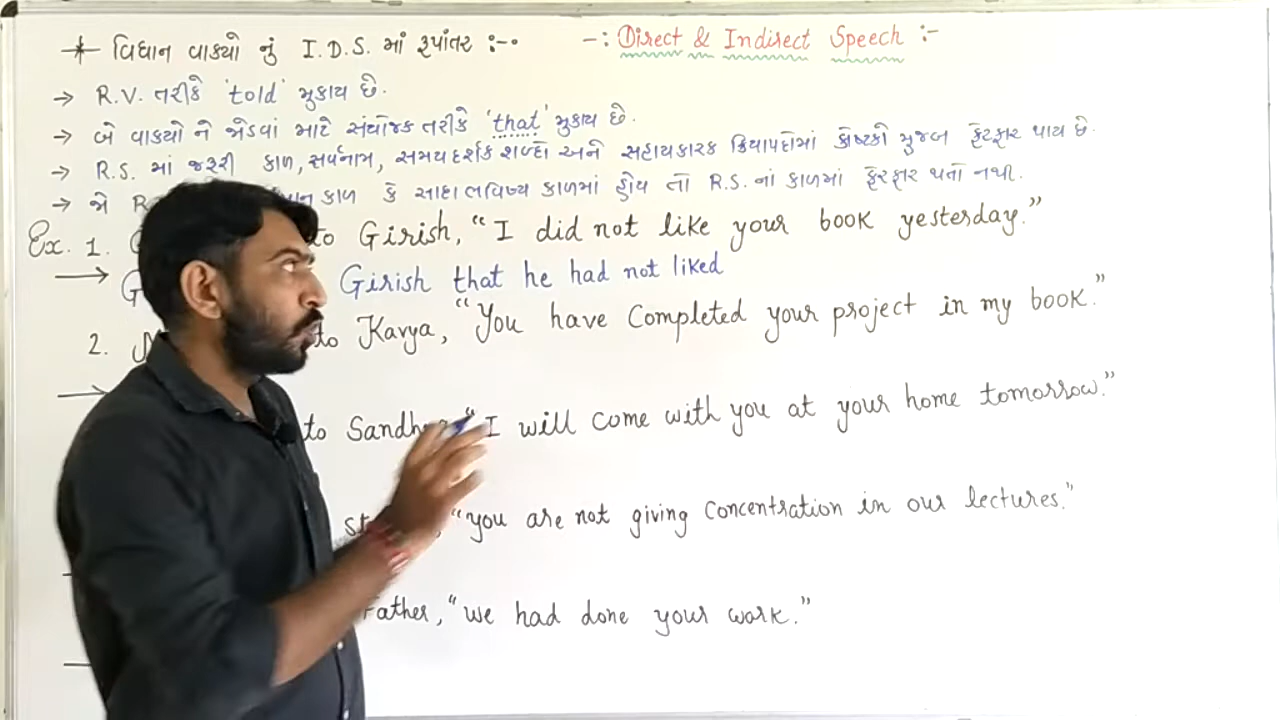 * વિધાન વાક્યો નું I.D.S. માં રૂપાંતર :-.
-: Direct & Indirect Speech :-
→ R.V. તરીકે 'told' મુકાય છે.
→ બે વાક્યો ને જોડવાં માટે સંયોજક તરીકે 'that' મુકાય છે.
→ R.S. માં જરૂરી કાળ, સર્વનામ, સમયદર્શક શબ્દો અને સહાયકારક ક્રિયાપદોમાં કોષ્ટકો મુજબ ફેરફાર થાય છે.
→ જો કાળ કે સાદા ભવિષ્ય કાળમાં હોય તો R.S. નાં કાળમાં ફેરફાર થતો નથી.
Ex. 1. to Girish, "I did not like your book yesterday."
→ G Girish that he had not liked
2. to Karya, "You have completed your project in my book."
to "I will come with you at your home tomorrow."
"you are not giving concentration in our lectures."
Father, "we had done your work."